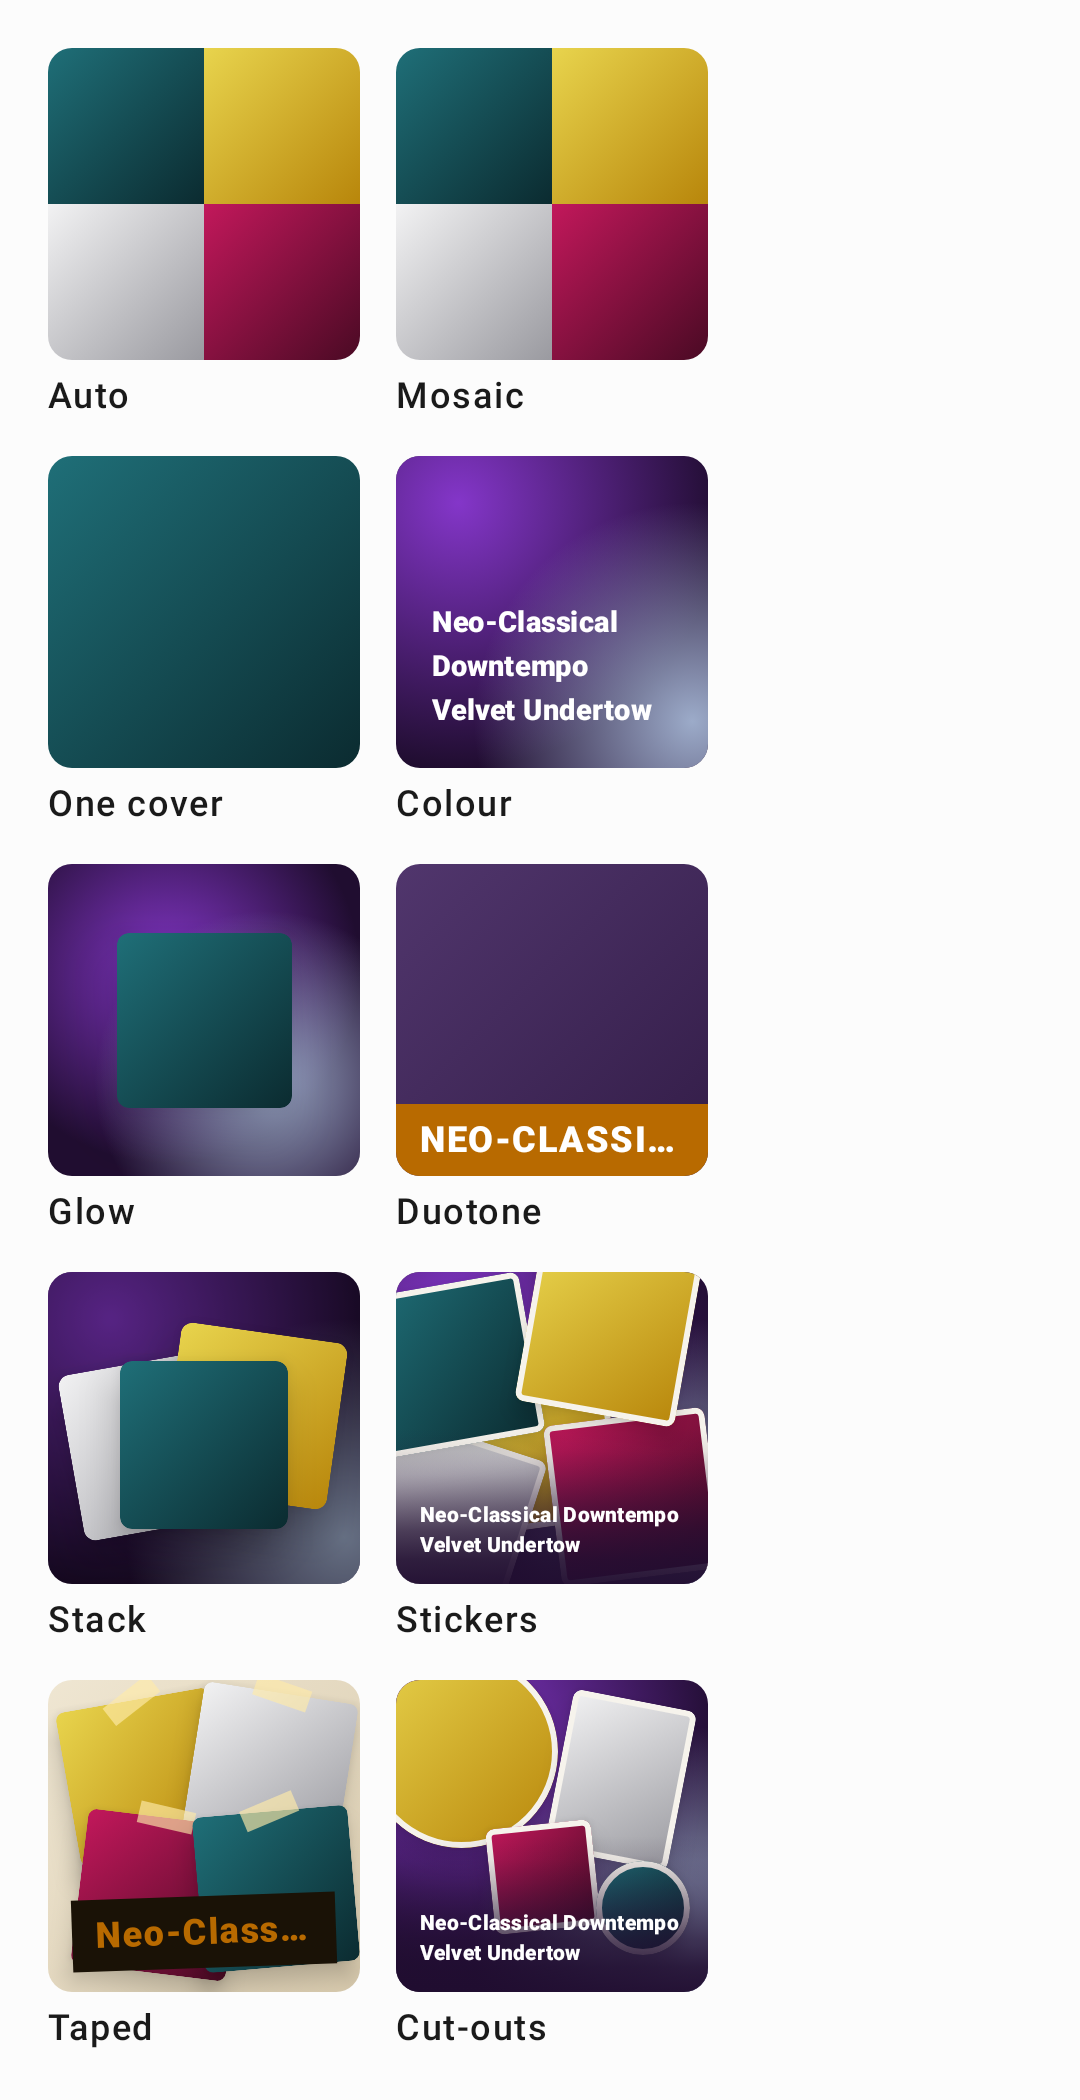 Auto
Mosaic
Neo-Classical
Downtempo
Velvet Undertow
One cover
Colour
NEO-CLASSI…
Glow
Duotone
Neo-Classical Downtempo
Velvet Undertow
Stack
Stickers
Neo-Class…
Neo-Classical Downtempo
Velvet Undertow
Taped
Cut-outs